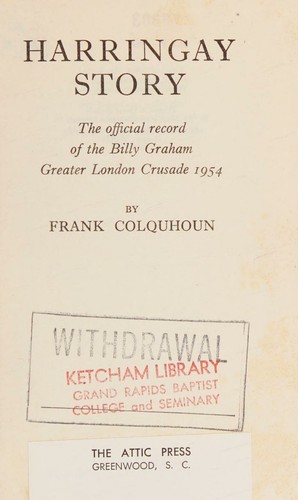 HARRINGAY
STORY
The official record
of the Billy Graham
Greater London Crusade 1954
BY
FRANK COLQUHOUN
WITHDRAWAL
KETCHAM LIBRARY
GRAND RAPIDS BAPTIST
COLLEGE and SEMINARY
THE ATTIC PRESS
GREENWOOD, S. C.